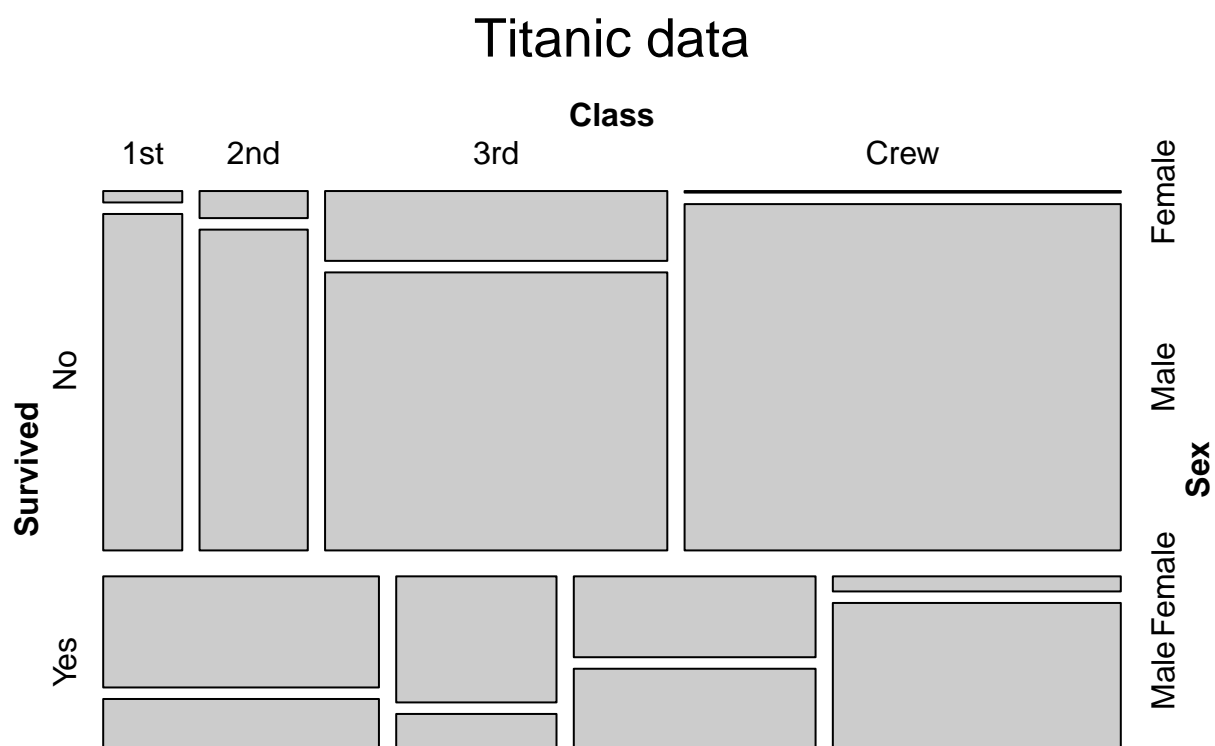 Titanic data
Class
1st 2nd 3rd Crew
Survived
No
Yes
Female
Male
Female
Male
Sex